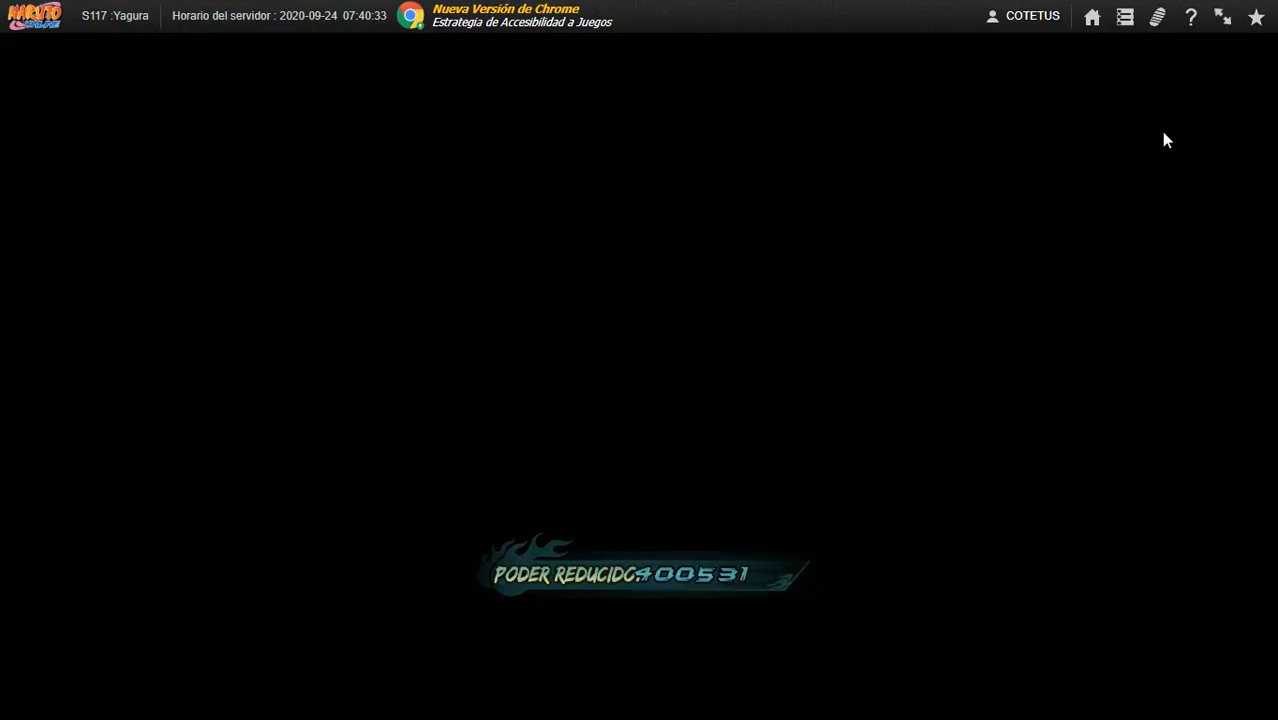 NARUTO
ONLINE
S117 :Yagura
Horario del servidor : 2020-09-24 07:40:33
Nueva Versión de Chrome
Estrategia de Accesibilidad a Juegos
COTETUS
?
PODER REDUCIDO:400531